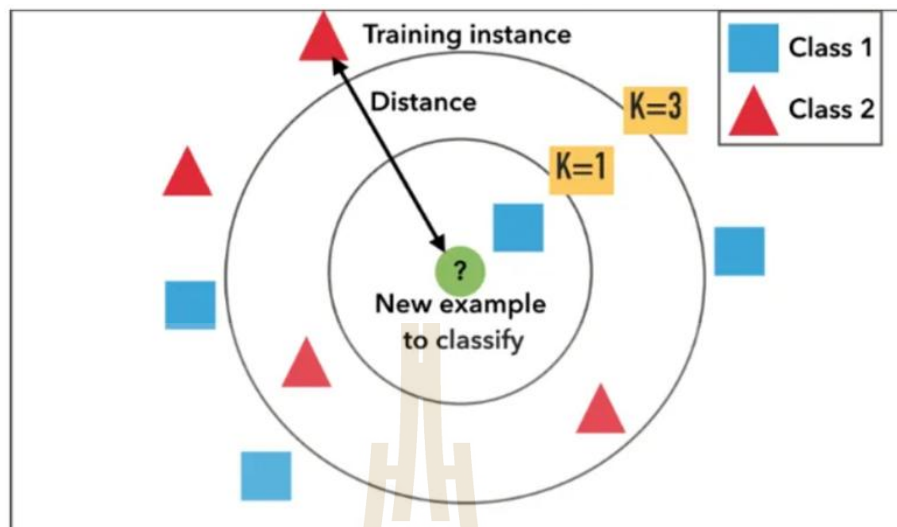 Training instance
Class 1
Class 2
Distance
K=3
K=1
?
New example
to classify